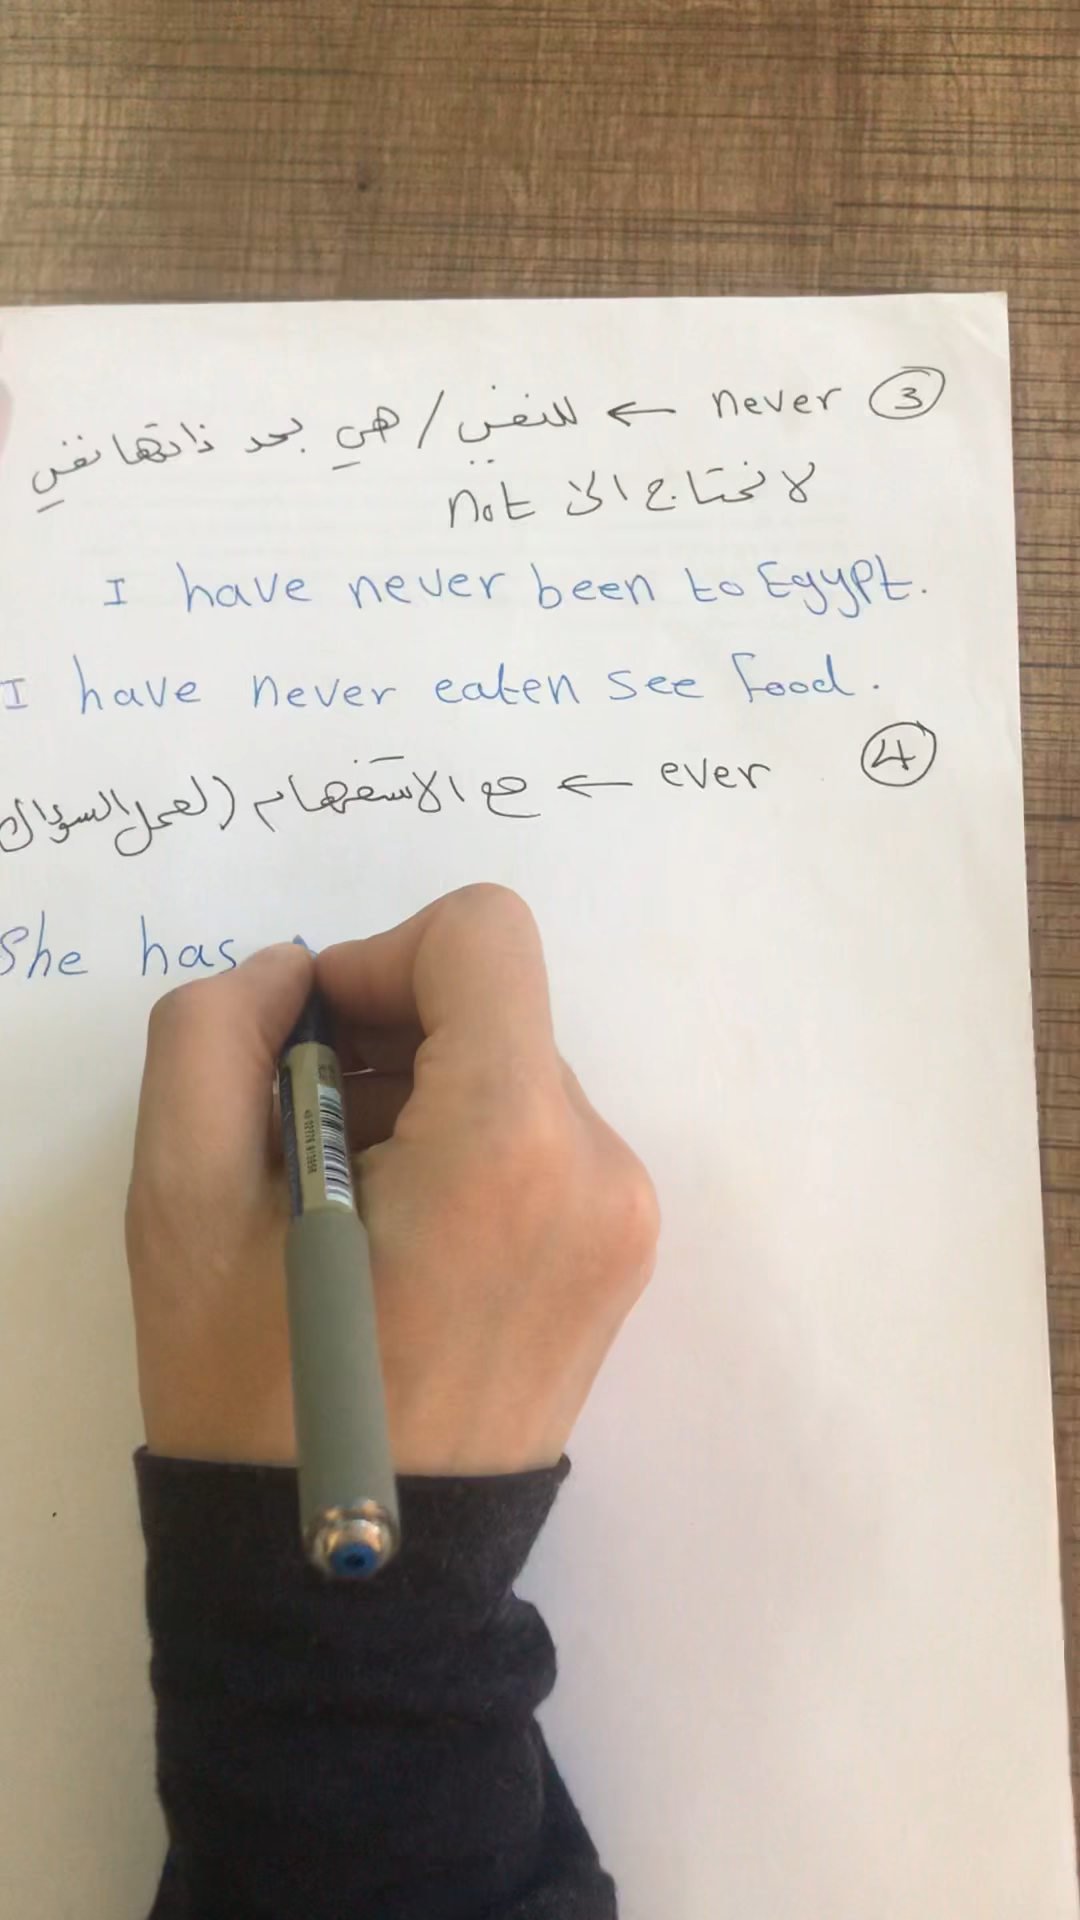 ③ never ← للنفي / هي بحد ذاتها نفي
لا نحتاج الى not
I have never been to Egypt.
I have never eaten see food.
④ ever ← مع الاستفهام (لعمل السؤال
She has